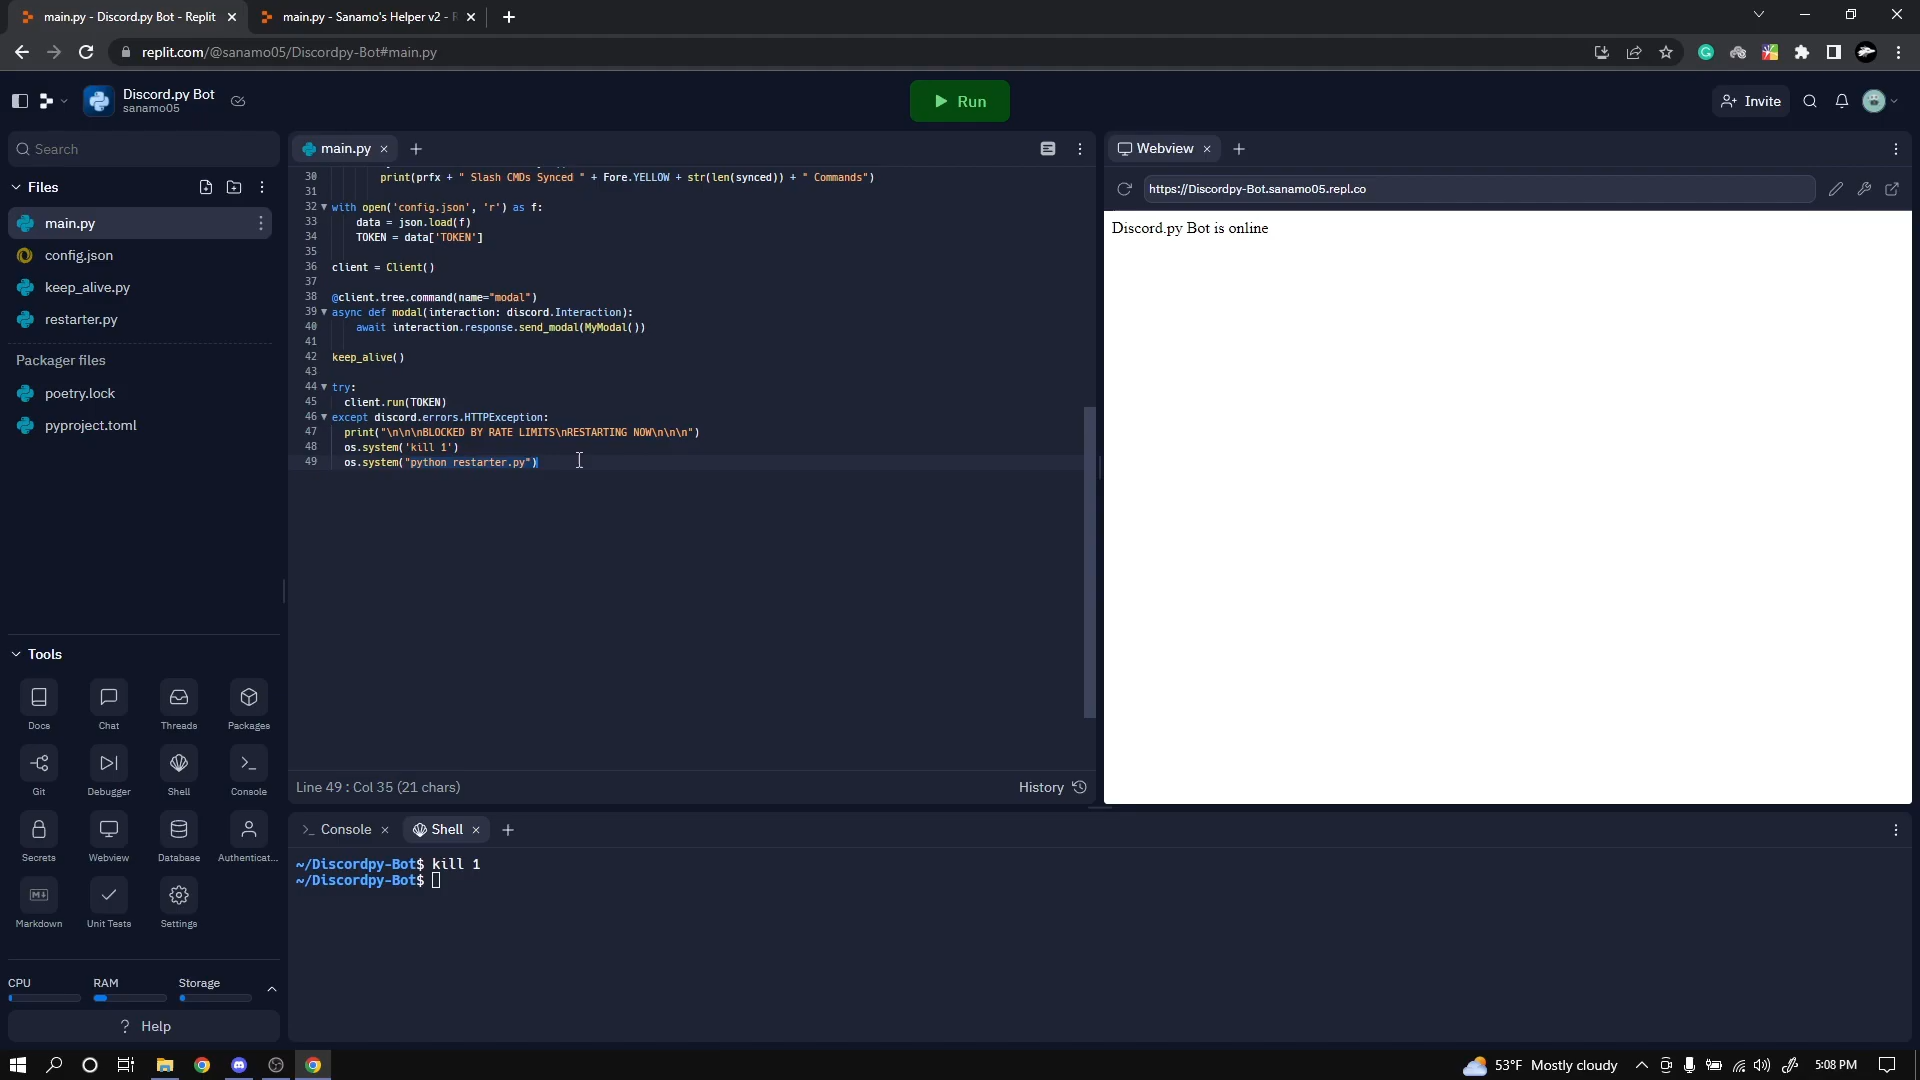 main.py - Discord.py Bot - Replit
main.py - Sanamo's Helper v2 - R
replit.com/@sanamo05/Discordpy-Bot#main.py
Discord.py Bot
sanamo05
Run
Invite
Search
Files
main.py
config.json
keep_alive.py
restarter.py
Packager files
poetry.lock
pyproject.toml
Tools
Docs
Chat
Threads
Packages
Git
Debugger
Shell
Console
Secrets
Webview
Database
Authenticat...
Markdown
Unit Tests
Settings
CPU
RAM
Storage
? Help
main.py
30 print(prfx + " Slash CMDs Synced " + Fore.YELLOW + str(len(synced)) + " Commands")
31
32 with open('config.json', 'r') as f:
33 data = json.load(f)
34 TOKEN = data['TOKEN']
35
36 client = Client()
37
38 @client.tree.command(name="modal")
39 async def modal(interaction: discord.Interaction):
40 await interaction.response.send_modal(MyModal())
41
42 keep_alive()
43
44 try:
45 client.run(TOKEN)
46 except discord.errors.HTTPException:
47 print("\n\n\nBLOCKED BY RATE LIMITS\nRESTARTING NOW\n\n\n")
48 os.system('kill 1')
49 os.system("python restarter.py")
Line 49 : Col 35 (21 chars)
History
Webview
https://Discordpy-Bot.sanamo05.repl.co
Discord.py Bot is online
Console
Shell
~/Discordpy-Bot$ kill 1
~/Discordpy-Bot$
53°F Mostly cloudy
5:08 PM